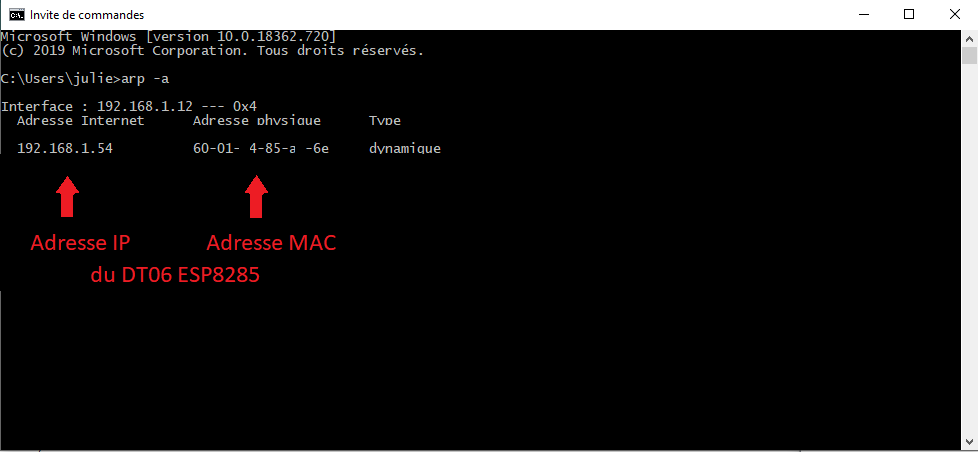 Invite de commandes
Microsoft Windows [version 10.0.18362.720]
(c) 2019 Microsoft Corporation. Tous droits réservés.
C:\Users\julie>arp -a
Interface : 192.168.1.12 --- 0x4
Adresse Internet Adresse physique Type
192.168.1.54 60-01- 4-85-a -6e dynamique
Adresse IP Adresse MAC
du DT06 ESP8285